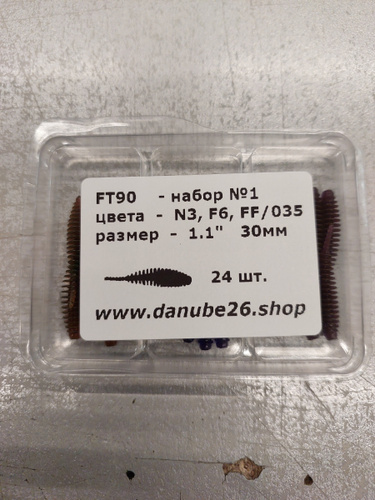 FT90 - набор №1
цвета - N3, F6, FF/035
размер - 1.1" 30мм
24 шт.
www.danube26.shop